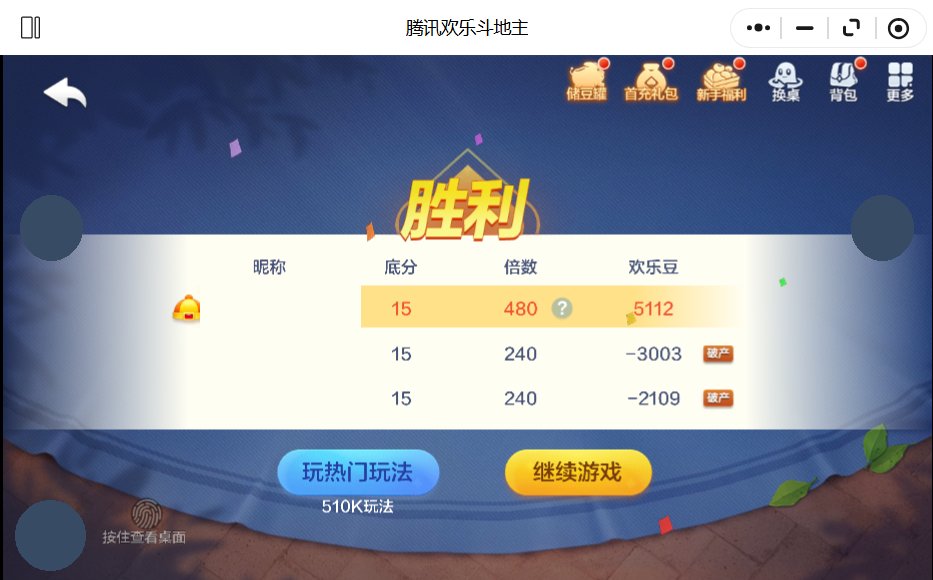 腾讯欢乐斗地主
储豆罐 首充礼包 新手福利 换桌 背包 更多
胜利
昵称 底分 倍数 欢乐豆
15 480 ? 5112
15 240 -3003 破产
15 240 -2109 破产
玩热门玩法 继续游戏
510K玩法
按住查看桌面